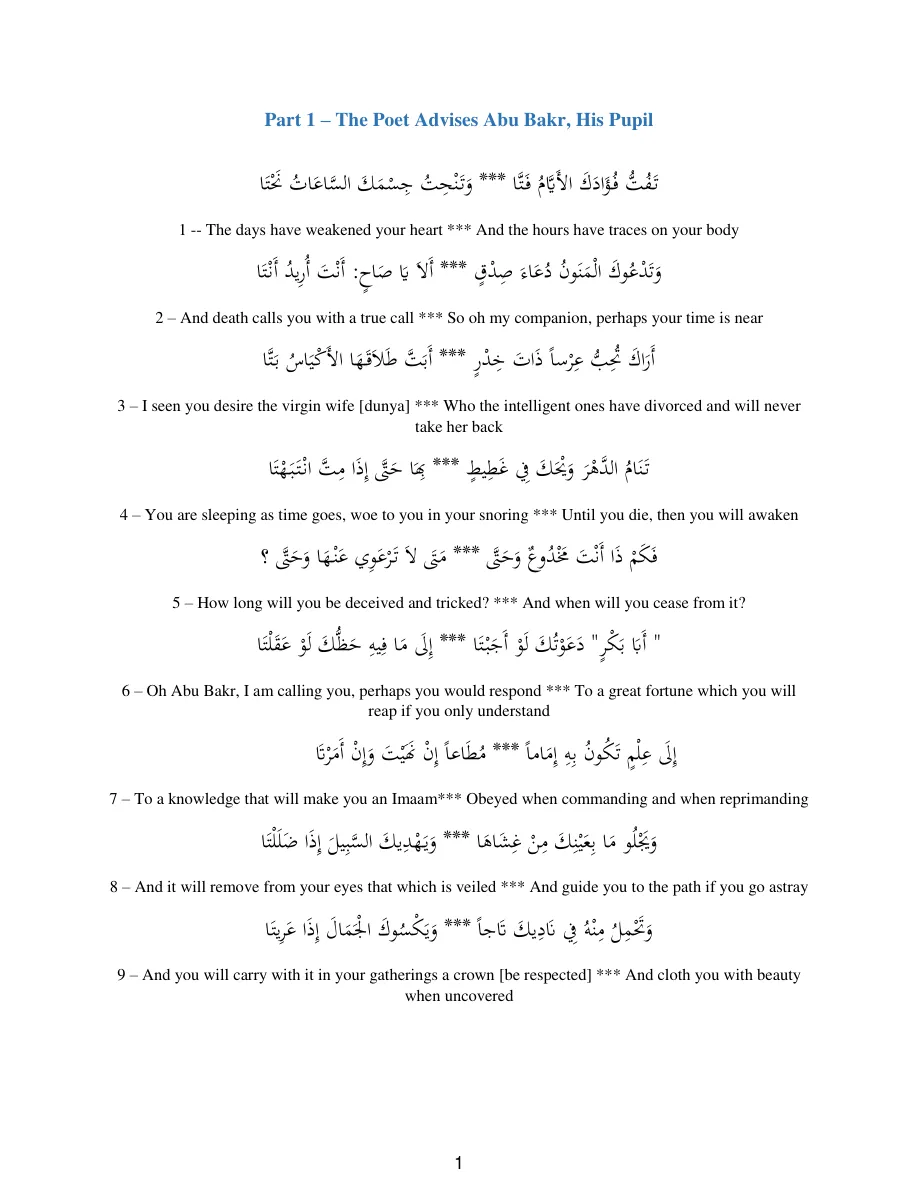 Part 1 – The Poet Advises Abu Bakr, His Pupil
تَفُتُّ فُؤَادَكَ الأَيَّامُ فَتَّا *** وَتَنْحِتُ جِسْمَكَ السَّاعَاتُ نَحْتَا
1 -- The days have weakened your heart *** And the hours have traces on your body
وَتَدْعُوكَ الْمَنَونُ دُعَاءَ صِدْقٍ *** أَلاَ يَا صَاحِ: أَنْتَ أُرِيدُ أَنْتَا
2 – And death calls you with a true call *** So oh my companion, perhaps your time is near
أَرَاكَ تُحِبُّ عِرْساً ذَاتَ خِدْرٍ *** أَبَتَّ طَلاَقَهَا الأَكْيَاسُ بَتَّا
3 – I seen you desire the virgin wife [dunya] *** Who the intelligent ones have divorced and will never
take her back
تَنَامُ الدَّهْرَ وَيْحَكَ فِي غَطِيطٍ *** بِهَا حَتَّى إِذَا مِتَّ انْتَبَهْتَا
4 – You are sleeping as time goes, woe to you in your snoring *** Until you die, then you will awaken
فَكَمْ ذَا أَنْتَ مَخْدُوعٌ وَحَتَّى *** مَتَى لاَ تَرْعَوِي عَنْهَا وَحَتَّى ؟
5 – How long will you be deceived and tricked? *** And when will you cease from it?
" أَبَا بَكْرٍ" دَعَوْتُكَ لَوْ أَجَبْتَا *** إِلَى مَا فِيهِ حَظُّكَ لَوْ عَقَلْتَا
6 – Oh Abu Bakr, I am calling you, perhaps you would respond *** To a great fortune which you will
reap if you only understand
إِلَى عِلْمٍ تَكُونُ بِهِ إِمَاماً *** مُطَاعاً إِنْ نَهَيْتَ وَإِنْ أَمَرْتَا
7 – To a knowledge that will make you an Imaam*** Obeyed when commanding and when reprimanding
وَيَجْلُو مَا بِعَيْنِكَ مِنْ غِشَاهَا *** وَيَهْدِيكَ السَّبِيلَ إِذَا ضَلَلْتَا
8 – And it will remove from your eyes that which is veiled *** And guide you to the path if you go astray
وَتَحْمِلُ مِنْهُ فِي نَادِيكَ تَاجاً *** وَيَكْسُوكَ الْجَمَالَ إِذَا عَرِيتَا
9 – And you will carry with it in your gatherings a crown [be respected] *** And cloth you with beauty
when uncovered
1